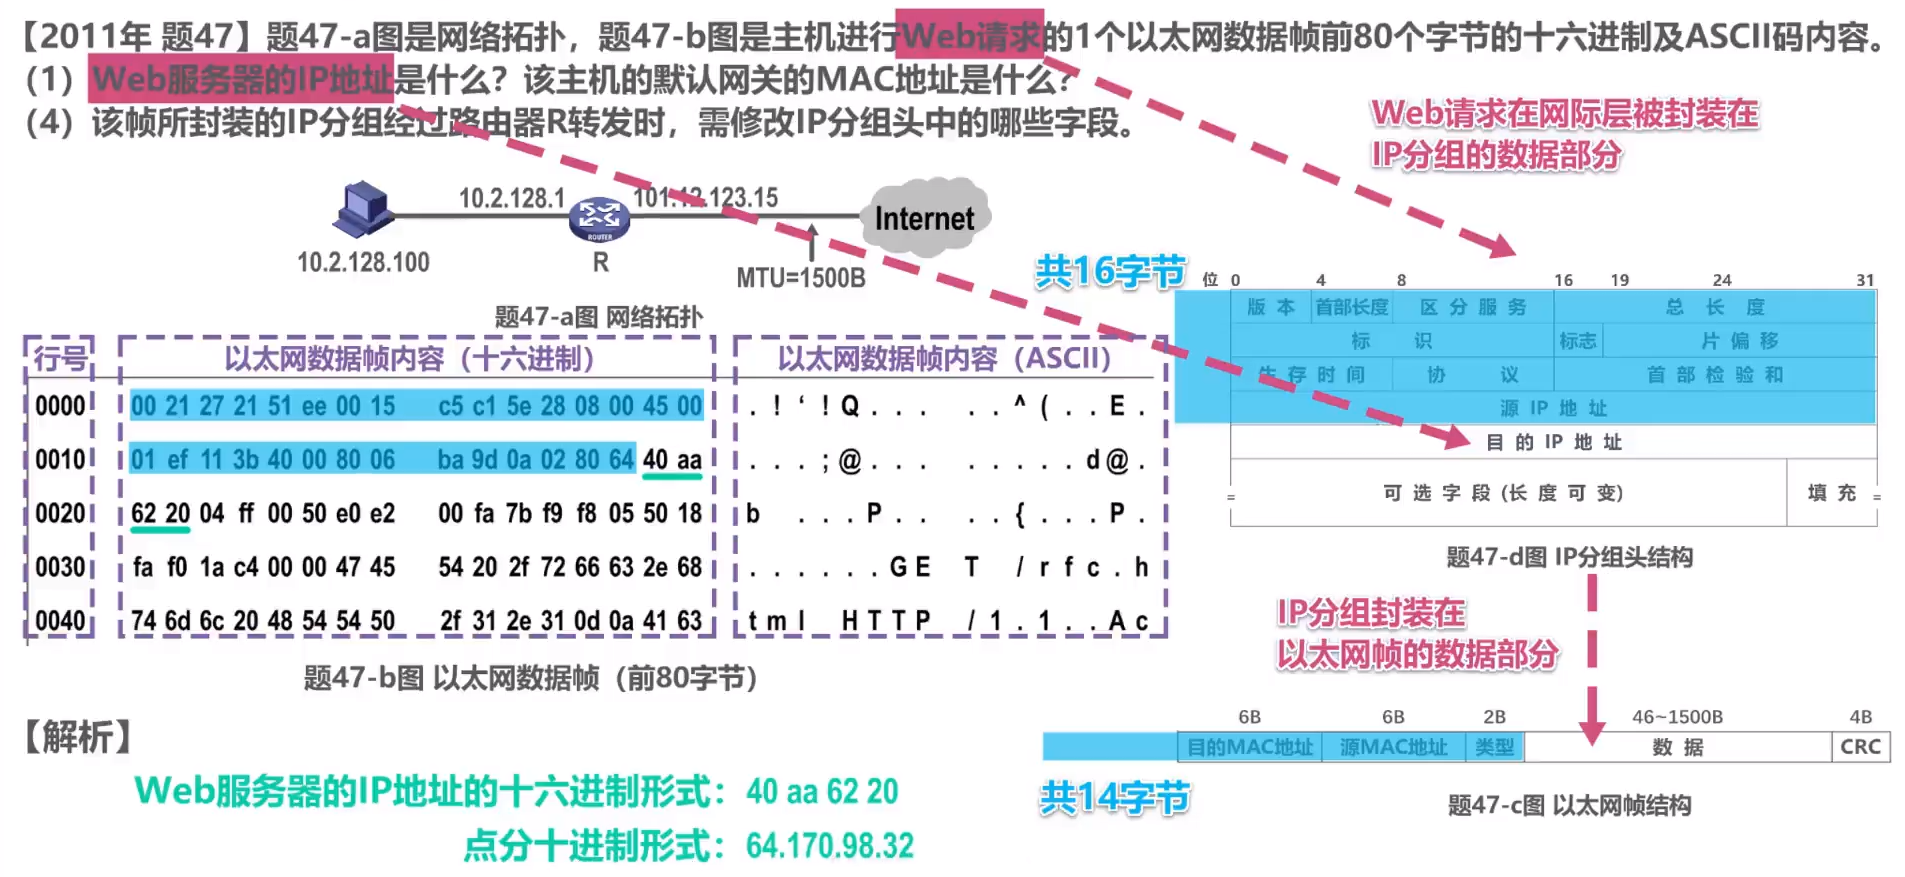 【2011年 题47】题47-a图是网络拓扑，题47-b图是主机进行Web请求的1个以太网数据帧前80个字节的十六进制及ASCII码内容。
（1）Web服务器的IP地址是什么？该主机的默认网关的MAC地址是什么？
（4）该帧所封装的IP分组经过路由器R转发时，需修改IP分组头中的哪些字段。
Web请求在网际层被封装在
IP分组的数据部分
10.2.128.1
101.12.123.15
Internet
ROUTER
10.2.128.100
R
MTU=1500B
题47-a图 网络拓扑
共16字节
位 0 4 8 16 19 24 31
版本 首部长度 区分服务 总长度
标识 标志 片偏移
生存时间 协议 首部检验和
源IP地址
目的IP地址
可选字段(长度可变) 填充
题47-d图 IP分组头结构
行号 以太网数据帧内容（十六进制） 以太网数据帧内容（ASCII）
0000 00 21 27 21 51 ee 00 15 c5 c1 5e 28 08 00 45 00 . ! ‘ ! Q . . . . . ^ ( . . E .
0010 01 ef 11 3b 40 00 80 06 ba 9d 0a 02 80 64 40 aa . . . ; @ . . . . . . . . d @ .
0020 62 20 04 ff 00 50 e0 e2 00 fa 7b f9 f8 05 50 18 b . . . P . . . . { . . . P .
0030 fa f0 1a c4 00 00 47 45 54 20 2f 72 66 63 2e 68 . . . . . . G E T / r f c . h
0040 74 6d 6c 20 48 54 54 50 2f 31 2e 31 0d 0a 41 63 t m l H T T P / 1 . 1 . . A c
题47-b图 以太网数据帧（前80字节）
IP分组封装在
以太网帧的数据部分
6B 6B 2B 46~1500B 4B
目的MAC地址 源MAC地址 类型 数据 CRC
共14字节
题47-c图 以太网帧结构
【解析】
Web服务器的IP地址的十六进制形式：40 aa 62 20
点分十进制形式：64.170.98.32